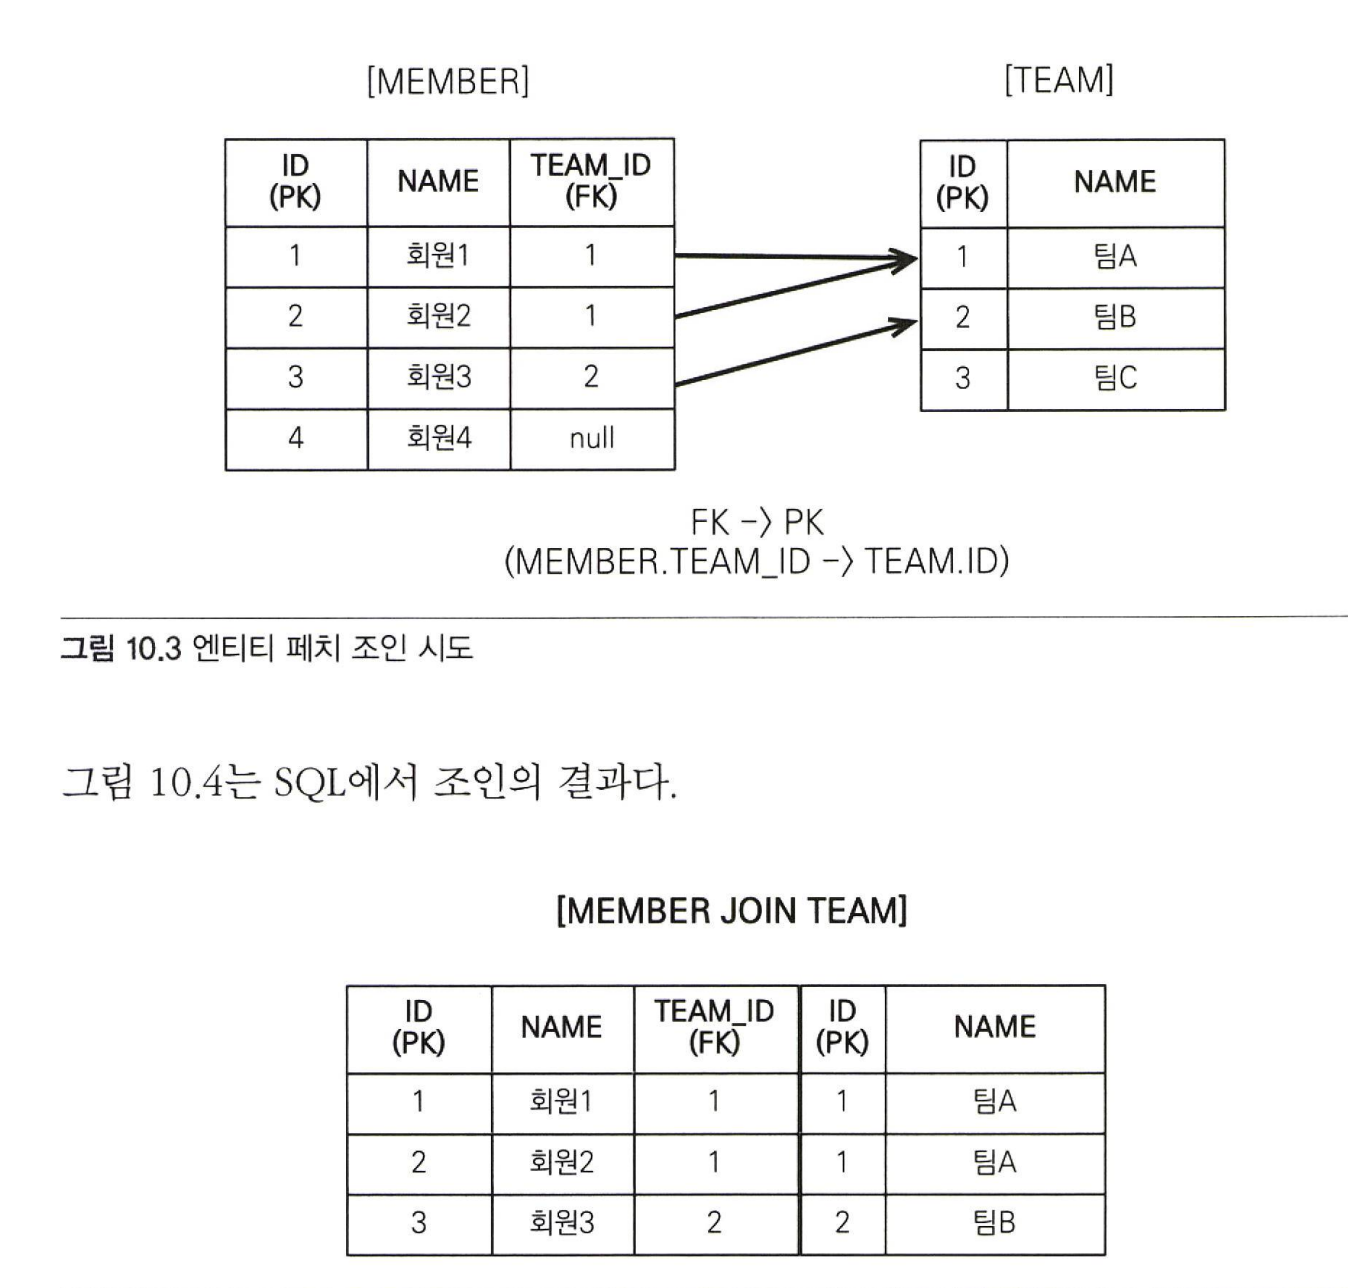 [MEMBER] [TEAM]
ID (PK) NAME TEAM_ID (FK)
1 회원1 1
2 회원2 1
3 회원3 2
4 회원4 null
ID (PK) NAME
1 팀A
2 팀B
3 팀C
FK -> PK
(MEMBER.TEAM_ID -> TEAM.ID)
그림 10.3 엔티티 페치 조인 시도
그림 10.4는 SQL에서 조인의 결과다.
[MEMBER JOIN TEAM]
ID (PK) NAME TEAM_ID (FK) ID (PK) NAME
1 회원1 1 1 팀A
2 회원2 1 1 팀A
3 회원3 2 2 팀B